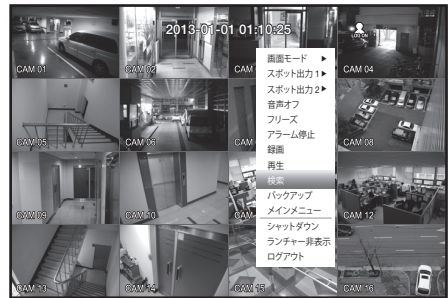 2013-01-01 01:10:25
LOG ON
CAM 01
CAM 02
CAM
CAM 04
画面モード ▶
スポット出力 1 ▶
スポット出力 2 ▶
音声オフ
フリーズ
アラーム停止
録画
再生
検索
バックアップ
メインメニュー
シャットダウン
ランチャー非表示
ログアウト
CAM 05
CAM 06
CAM
CAM 08
CAM 09
CAM 10
CAM
CAM 12
CAM 13
CAM 14
CAM 15
CAM 16